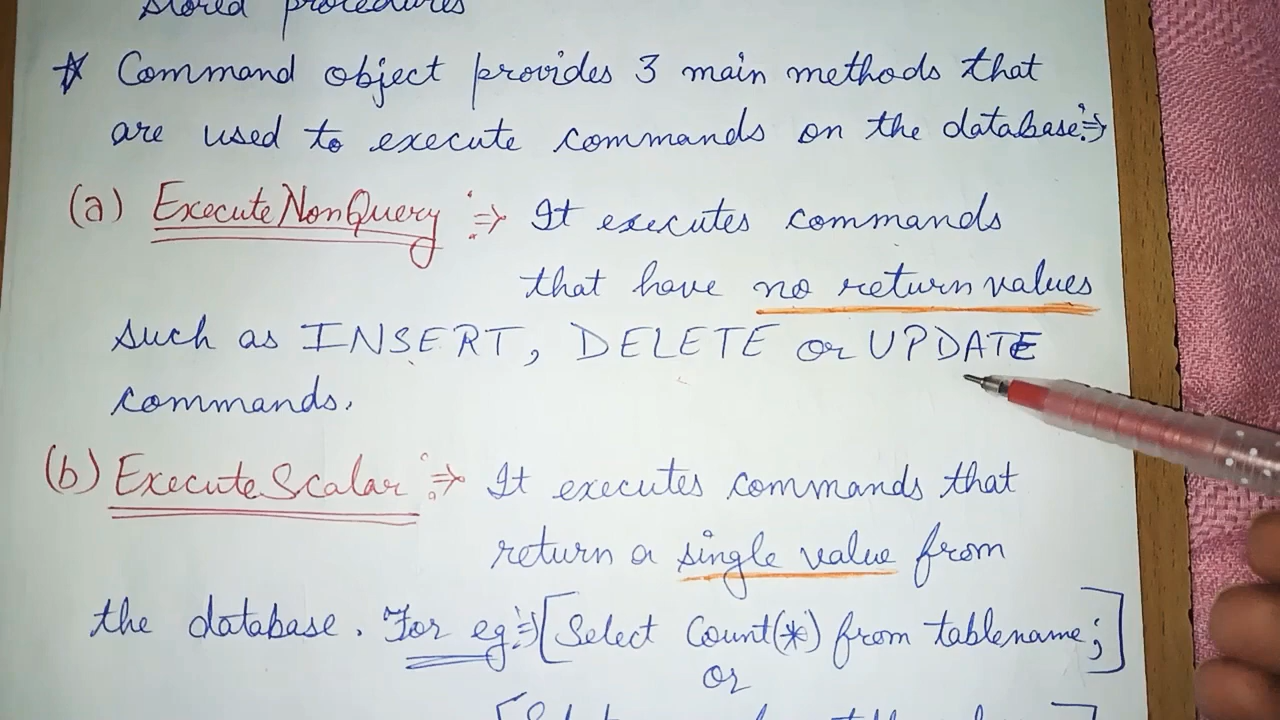 stored procedures
* Command object provides 3 main methods that
are used to execute commands on the database:⇒
(a) ExecuteNonQuery :⇒ It executes commands
that have no return values
such as INSERT, DELETE or UPDATE
commands.
(b) ExecuteScalar :⇒ It executes commands that
return a single value from
the database. For eg:⇒ [Select Count(*) from tablename;]
or